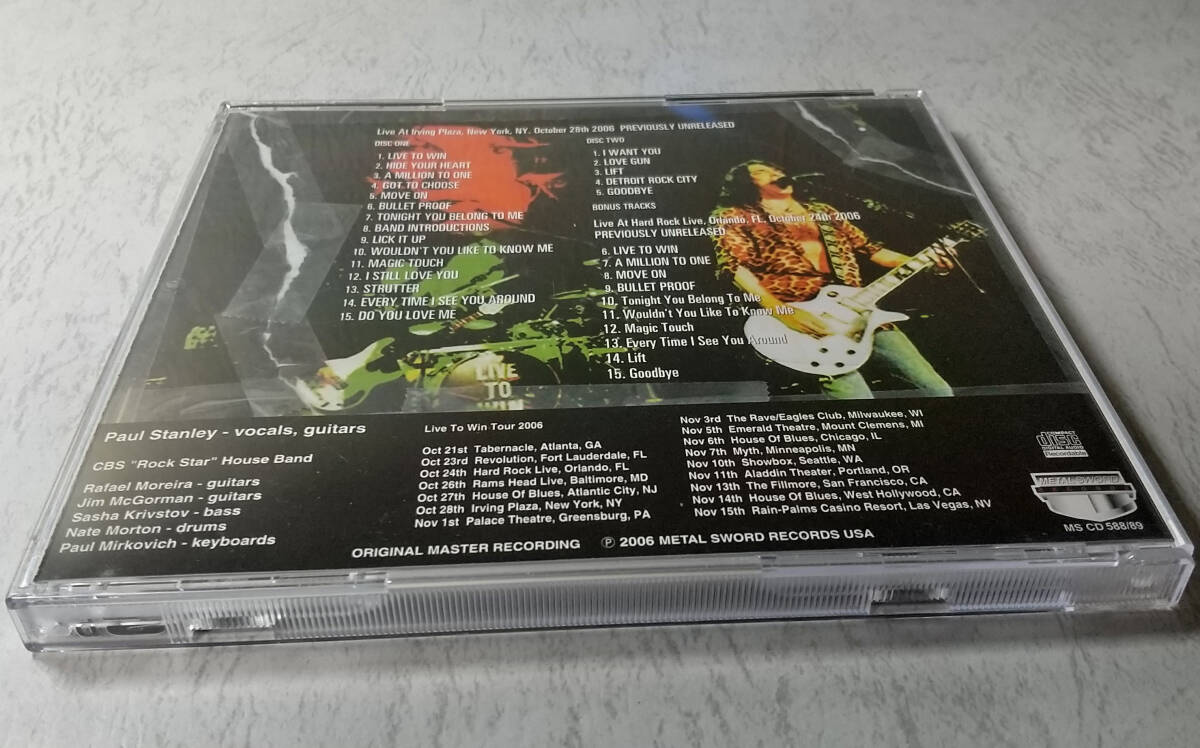 Live At Irving Plaza, New York, NY. October 28th 2006 PREVIOUSLY UNRELEASED
DISC ONE
1. LIVE TO WIN
2. HIDE YOUR HEART
3. A MILLION TO ONE
4. GOT TO CHOOSE
5. MOVE ON
6. BULLET PROOF
7. TONIGHT YOU BELONG TO ME
8. BAND INTRODUCTIONS
9. LICK IT UP
10. WOULDN'T YOU LIKE TO KNOW ME
11. MAGIC TOUCH
12. I STILL LOVE YOU
13. STRUTTER
14. EVERY TIME I SEE YOU AROUND
15. DO YOU LOVE ME
DISC TWO
1. I WANT YOU
2. LOVE GUN
3. LIFT
4. DETROIT ROCK CITY
5. GOODBYE
BONUS TRACKS
Live At Hard Rock Live, Orlando, FL, October 24th 2006
PREVIOUSLY UNRELEASED
6. LIVE TO WIN
7. A MILLION TO ONE
8. MOVE ON
9. BULLET PROOF
10. Tonight You Belong To Me
11. Wouldn't You Like To Know Me
12. Magic Touch
13. Every Time I See You Around
14. Lift
15. Goodbye
LIVE
TO
WIN
Paul Stanley - vocals, guitars
CBS "Rock Star" House Band
Rafael Moreira - guitars
Jim McGorman - guitars
Sasha Krivstov - bass
Nate Morton - drums
Paul Mirkovich - keyboards
Live To Win Tour 2006
Oct 21st Tabernacle, Atlanta, GA
Oct 23rd Revolution, Fort Lauderdale, FL
Oct 24th Hard Rock Live, Orlando, FL
Oct 26th Rams Head Live, Baltimore, MD
Oct 27th House Of Blues, Atlantic City, NJ
Oct 28th Irving Plaza, New York, NY
Nov 1st Palace Theatre, Greensburg, PA
Nov 3rd The Rave/Eagles Club, Milwaukee, WI
Nov 5th Emerald Theatre, Mount Clemens, MI
Nov 6th House Of Blues, Chicago, IL
Nov 7th Myth, Minneapolis, MN
Nov 10th Showbox, Seattle, WA
Nov 11th Aladdin Theater, Portland, OR
Nov 13th The Fillmore, San Francisco, CA
Nov 14th House Of Blues, West Hollywood, CA
Nov 15th Rain-Palms Casino Resort, Las Vegas, NV
COMPACT
disc
DIGITAL AUDIO
Recordable
METAL SWORD
MS CD 588/89
ORIGINAL MASTER RECORDING ℗ 2006 METAL SWORD RECORDS USA